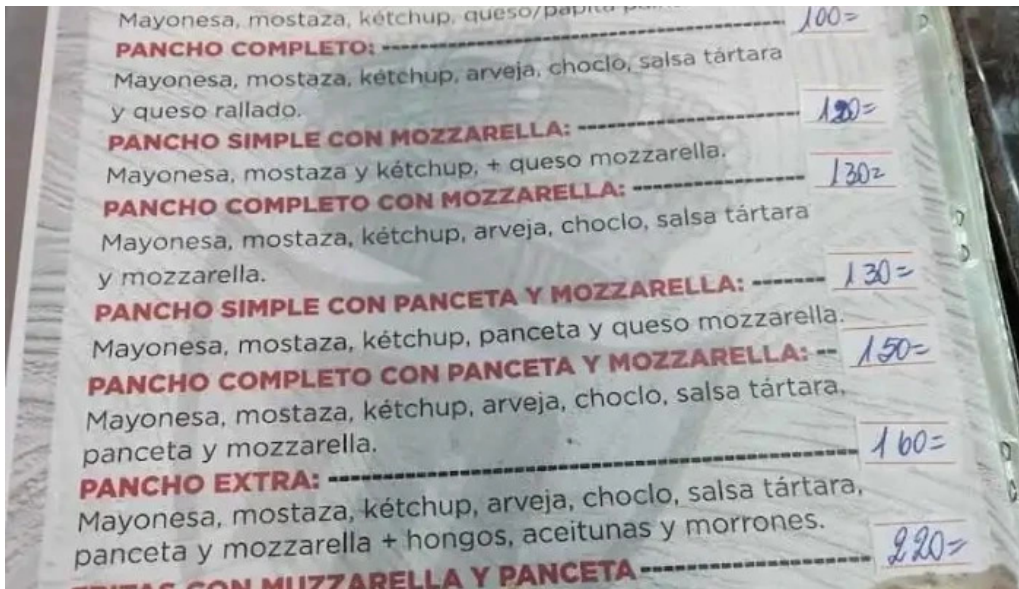 Mayonesa, mostaza, kétchup, queso/papita
PANCHO COMPLETO: 100=
Mayonesa, mostaza, kétchup, arveja, choclo, salsa tártara
y queso rallado.
PANCHO SIMPLE CON MOZZARELLA: 120=
Mayonesa, mostaza y kétchup, + queso mozzarella.
PANCHO COMPLETO CON MOZZARELLA: 130=
Mayonesa, mostaza, kétchup, arveja, choclo, salsa tártara
y mozzarella.
PANCHO SIMPLE CON PANCETA Y MOZZARELLA: 130=
Mayonesa, mostaza, kétchup, panceta y queso mozzarella.
PANCHO COMPLETO CON PANCETA Y MOZZARELLA: 150=
Mayonesa, mostaza, kétchup, arveja, choclo, salsa tártara,
panceta y mozzarella.
PANCHO EXTRA: 160=
Mayonesa, mostaza, kétchup, arveja, choclo, salsa tártara,
panceta y mozzarella + hongos, aceitunas y morrones.
CON MUZZARELLA Y PANCETA 220=